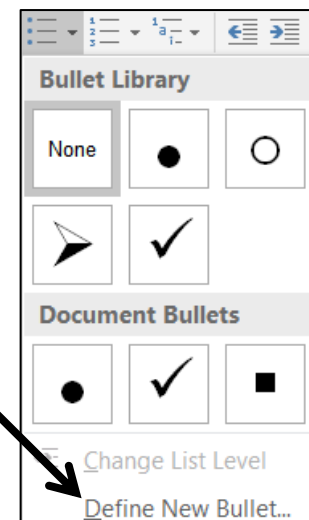 Bullet Library
None
Document Bullets
Change List Level
Define New Bullet...